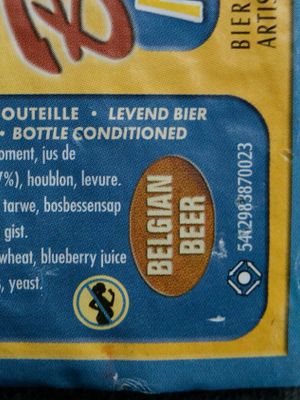 BIER
ARTIS
OUTEILLE • LEVEND BIER
• BOTTLE CONDITIONED
oment, jus de
7%), houblon, levure.
tarwe, bosbessensap
gist.
wheat, blueberry juice
s, yeast.
BELGIAN
BEER
5412963870023